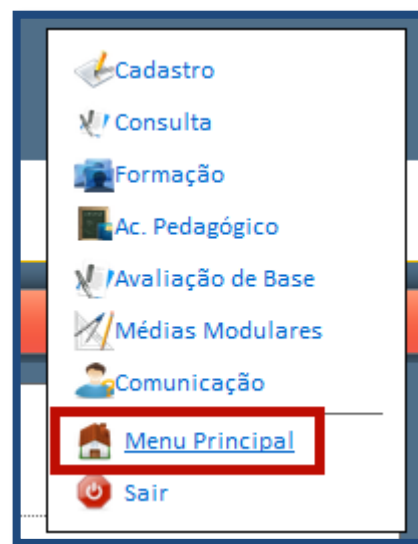 Cadastro
Consulta
Formação
Ac. Pedagógico
Avaliação de Base
Médias Modulares
Comunicação
Menu Principal
Sair